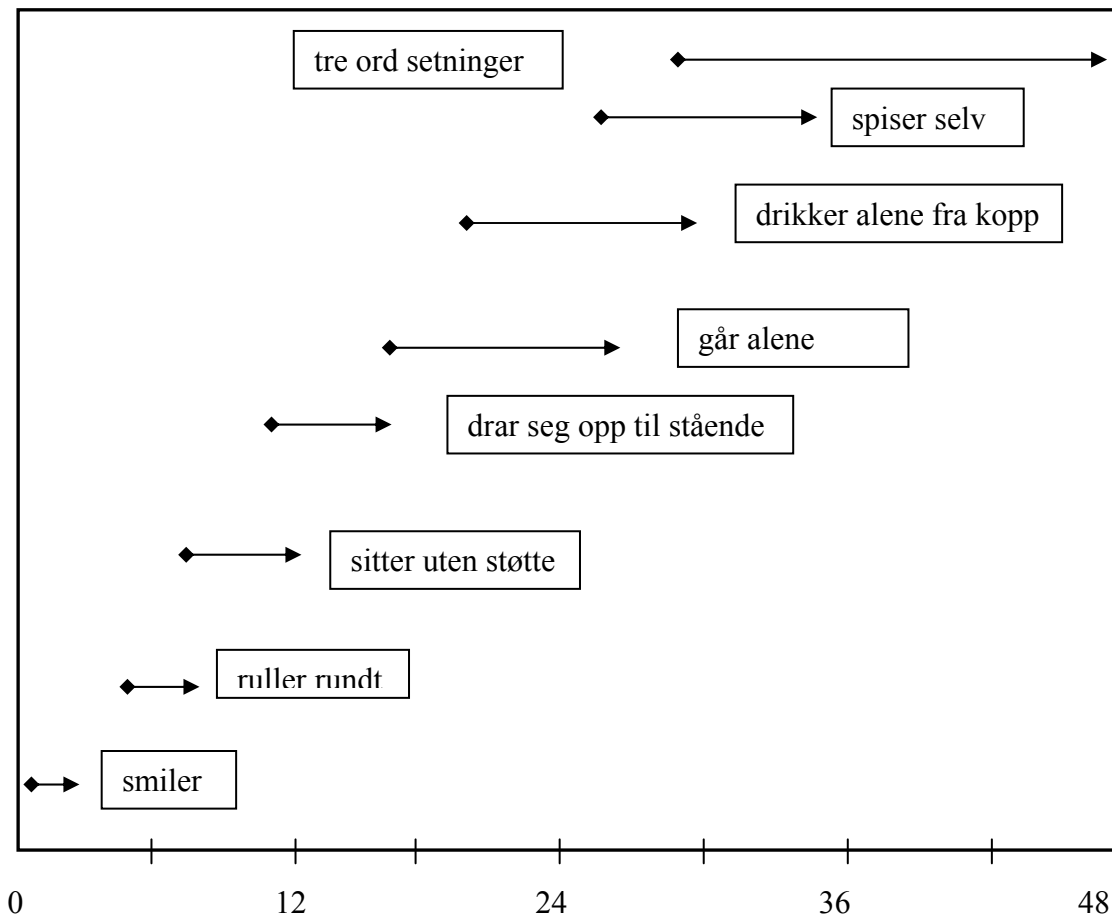 tre ord setninger
spiser selv
drikker alene fra kopp
går alene
drar seg opp til stående
sitter uten støtte
ruller rundt
smiler
0 12 24 36 48